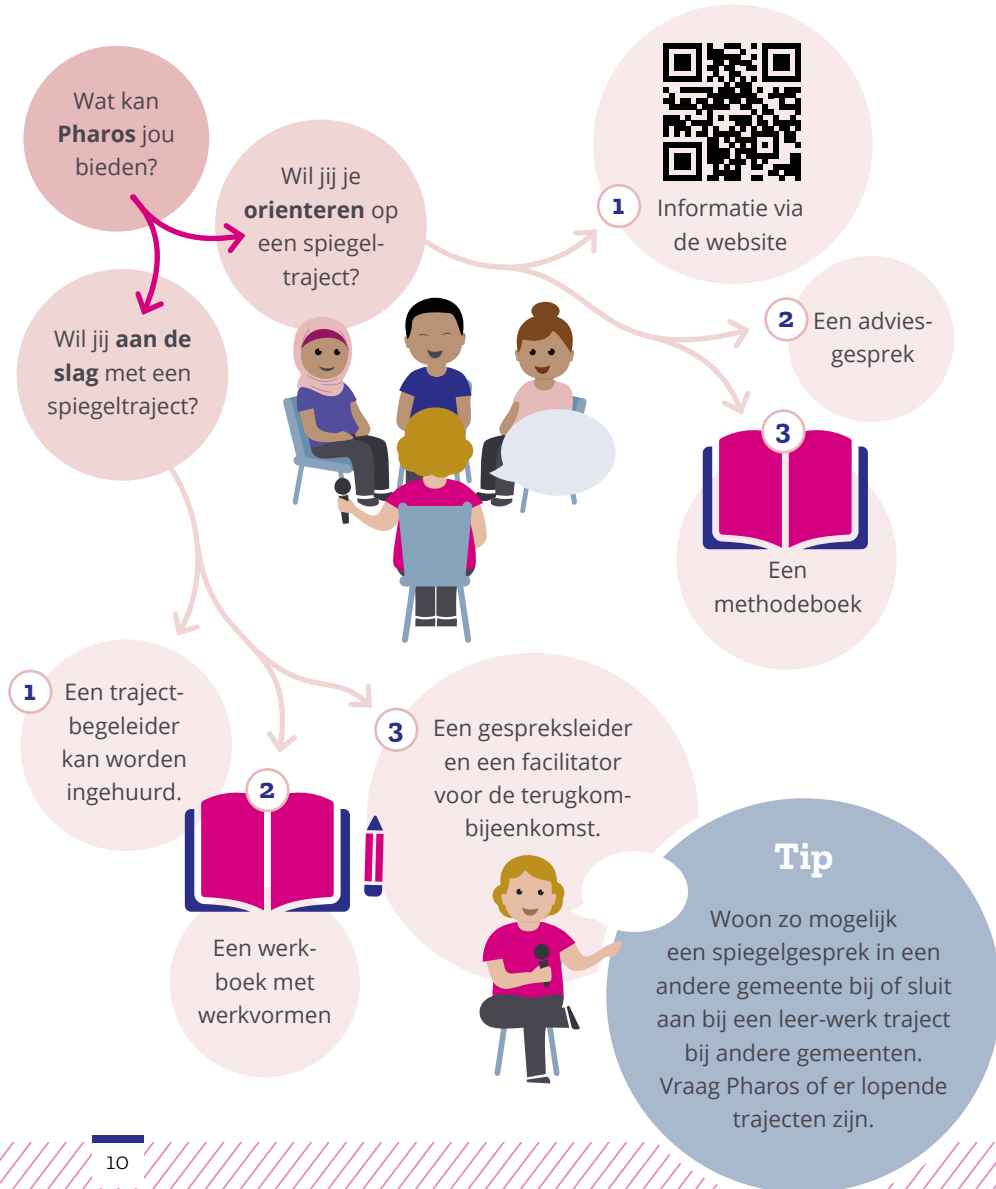 Wat kan
Pharos jou
bieden?
Wil jij je
orienteren op
een spiegel-
traject?
1
Informatie via
de website
2
Een advies-
gesprek
3
Een
methodeboek
Wil jij aan de
slag met een
spiegeltraject?
1
Een traject-
begeleider
kan worden
ingehuurd.
2
Een werk-
boek met
werkvormen
3
Een gespreksleider
en een facilitator
voor de terugkom-
bijeenkomst.
Tip
Woon zo mogelijk
een spiegelgesprek in een
andere gemeente bij of sluit
aan bij een leer-werk traject
bij andere gemeenten.
Vraag Pharos of er lopende
trajecten zijn.
10